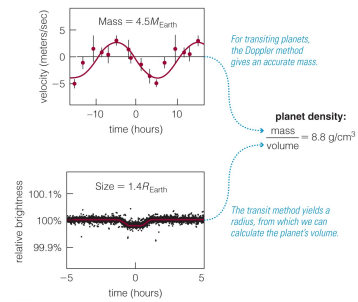 Mass = 4.5M_Earth
velocity (meters/sec)
5
0
−5
−10
0
10
time (hours)
For transiting planets,
the Doppler method
gives an accurate mass.
planet density:
mass
volume
= 8.8 g/cm³
Size = 1.4R_Earth
relative brightness
100.1%
100%
99.9%
−5
0
5
time (hours)
The transit method yields a
radius, from which we can
calculate the planet's volume.